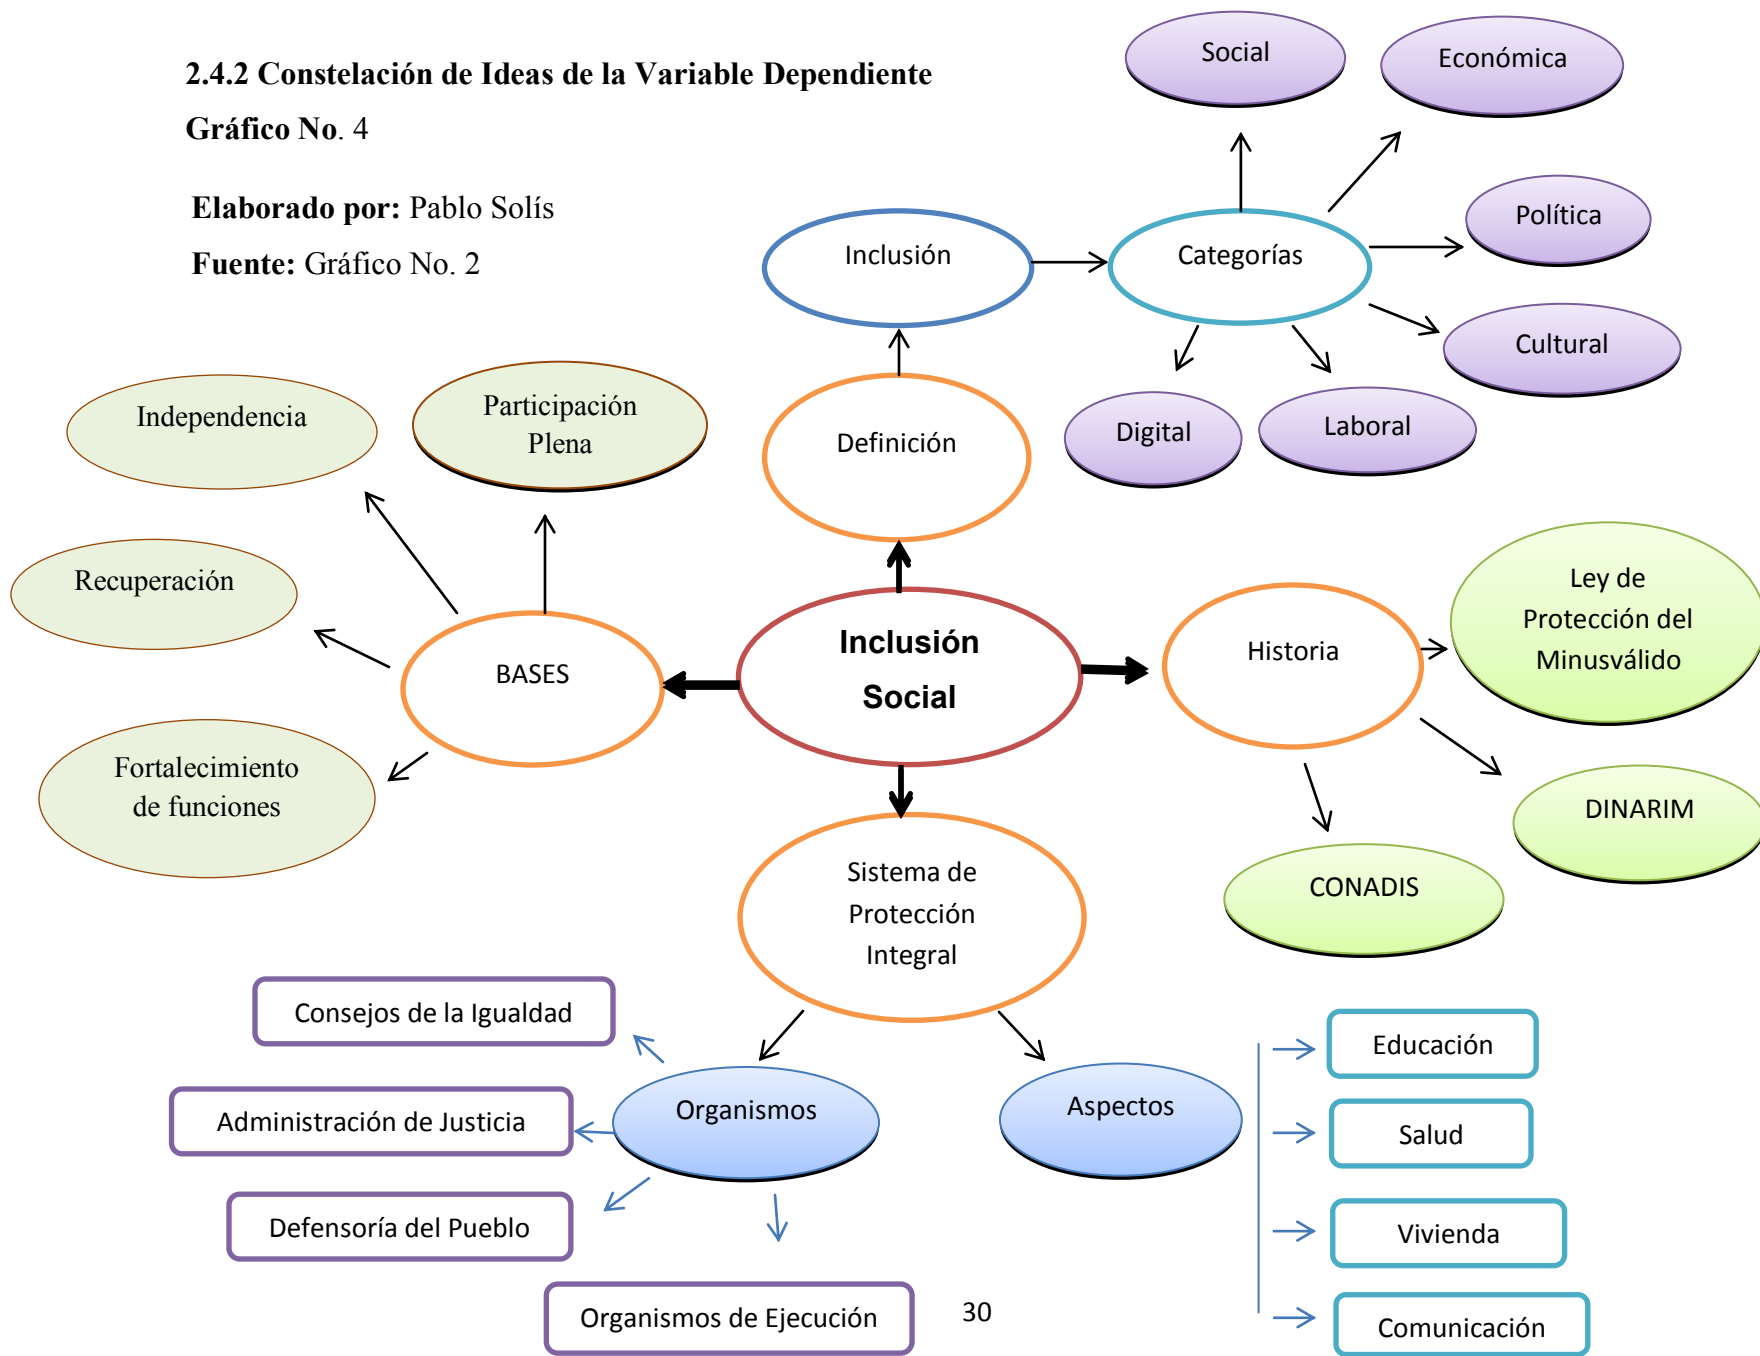 2.4.2 Constelación de Ideas de la Variable Dependiente
Gráfico No. 4
Elaborado por: Pablo Solís
Fuente: Gráfico No. 2
Social
Económica
Política
Cultural
Laboral
Digital
Categorías
Inclusión
Definición
Independencia
Participación
Plena
Recuperación
Fortalecimiento
de funciones
BASES
Inclusión
Social
Historia
Ley de
Protección del
Minusválido
DINARIM
CONADIS
Sistema de
Protección
Integral
Organismos
Aspectos
Consejos de la Igualdad
Administración de Justicia
Defensoría del Pueblo
Organismos de Ejecución
Educación
Salud
Vivienda
Comunicación
30